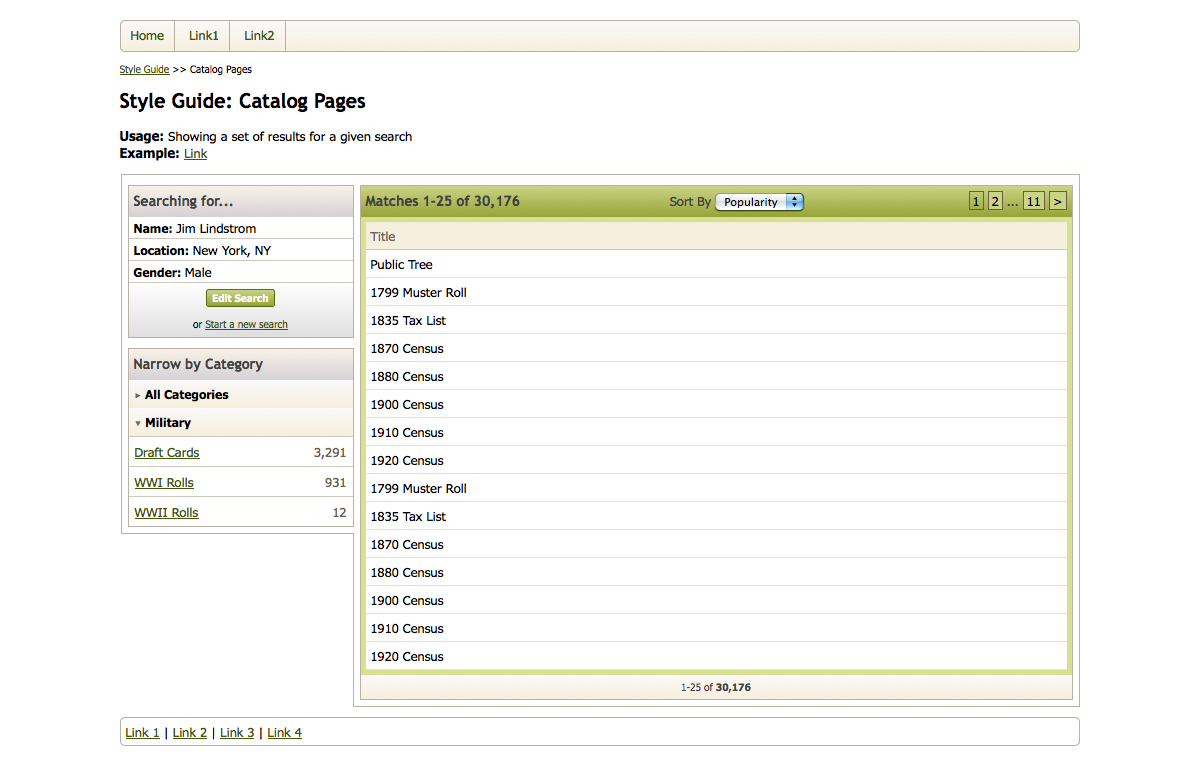 Home Link1 Link2
Style Guide >> Catalog Pages
Style Guide: Catalog Pages
Usage: Showing a set of results for a given search
Example: Link
Searching for...
Name: Jim Lindstrom
Location: New York, NY
Gender: Male
Edit Search
or Start a new search
Narrow by Category
All Categories
Military
Draft Cards 3,291
WWI Rolls 931
WWII Rolls 12
Matches 1-25 of 30,176 Sort By Popularity 1 2 ... 11 >
Title
Public Tree
1799 Muster Roll
1835 Tax List
1870 Census
1880 Census
1900 Census
1910 Census
1920 Census
1799 Muster Roll
1835 Tax List
1870 Census
1880 Census
1900 Census
1910 Census
1920 Census
1-25 of 30,176
Link 1 | Link 2 | Link 3 | Link 4